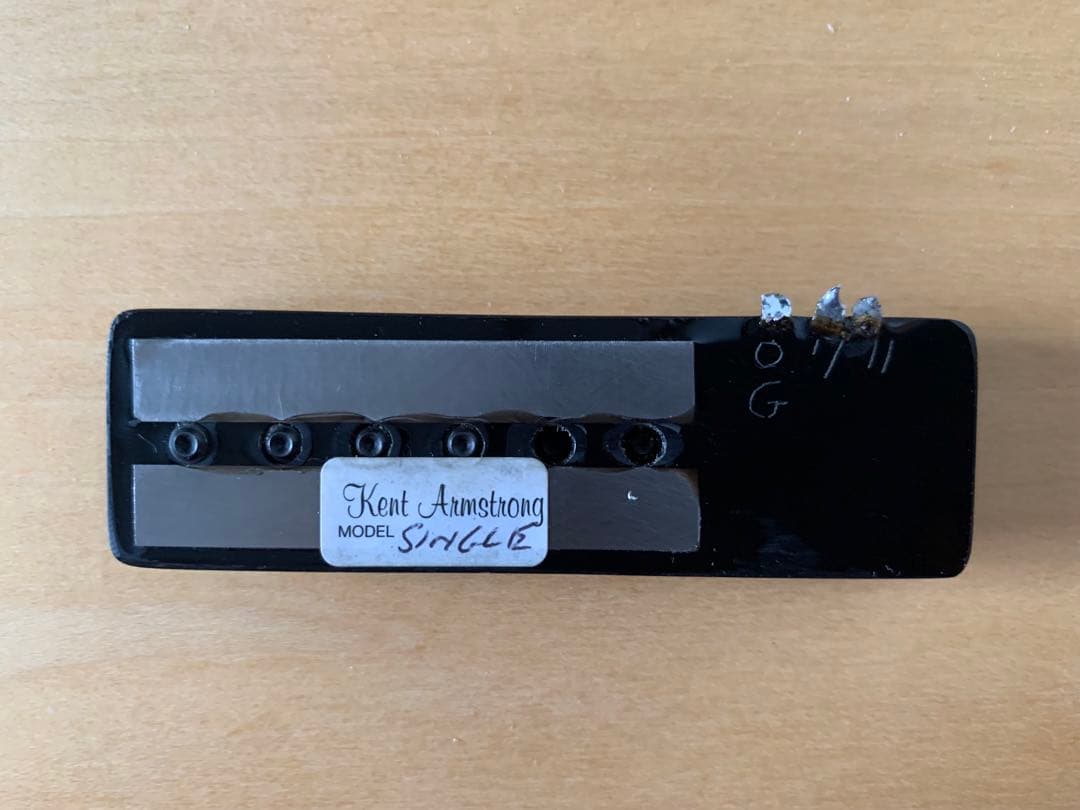 O
G
Kent Armstrong
MODEL SINGLE